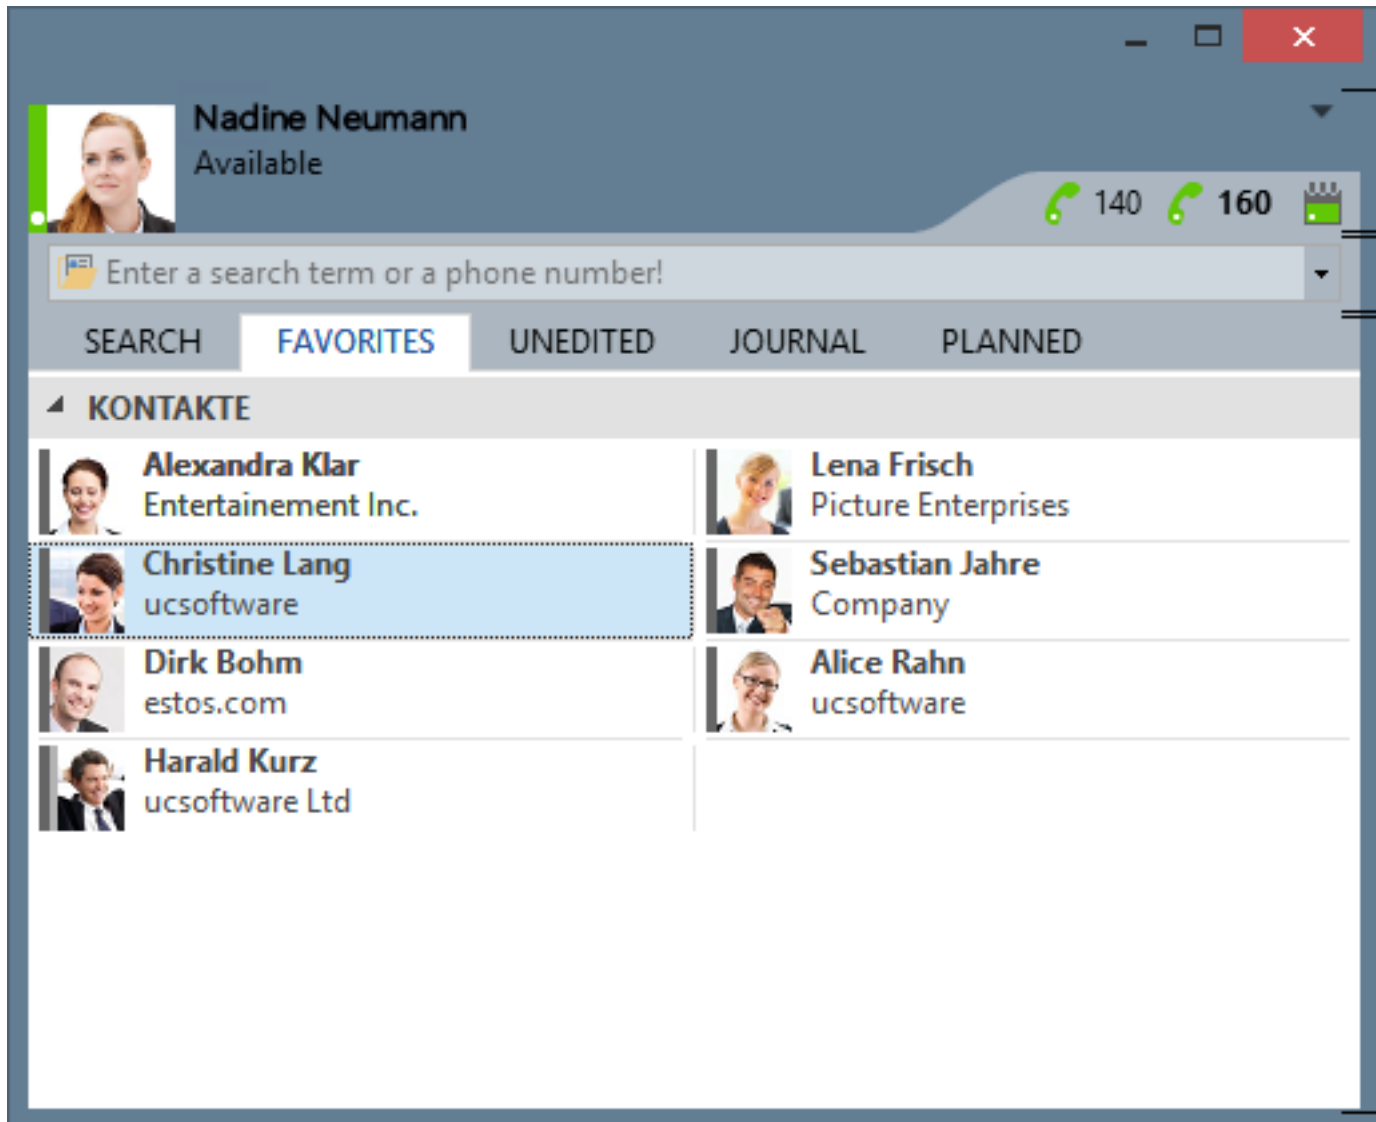 Nadine Neumann
Available
140 160
Enter a search term or a phone number!
SEARCH FAVORITES UNEDITED JOURNAL PLANNED
KONTAKTE
Alexandra Klar
Entertainement Inc.
Lena Frisch
Picture Enterprises
Christine Lang
ucsoftware
Sebastian Jahre
Company
Dirk Bohm
estos.com
Alice Rahn
ucsoftware
Harald Kurz
ucsoftware Ltd